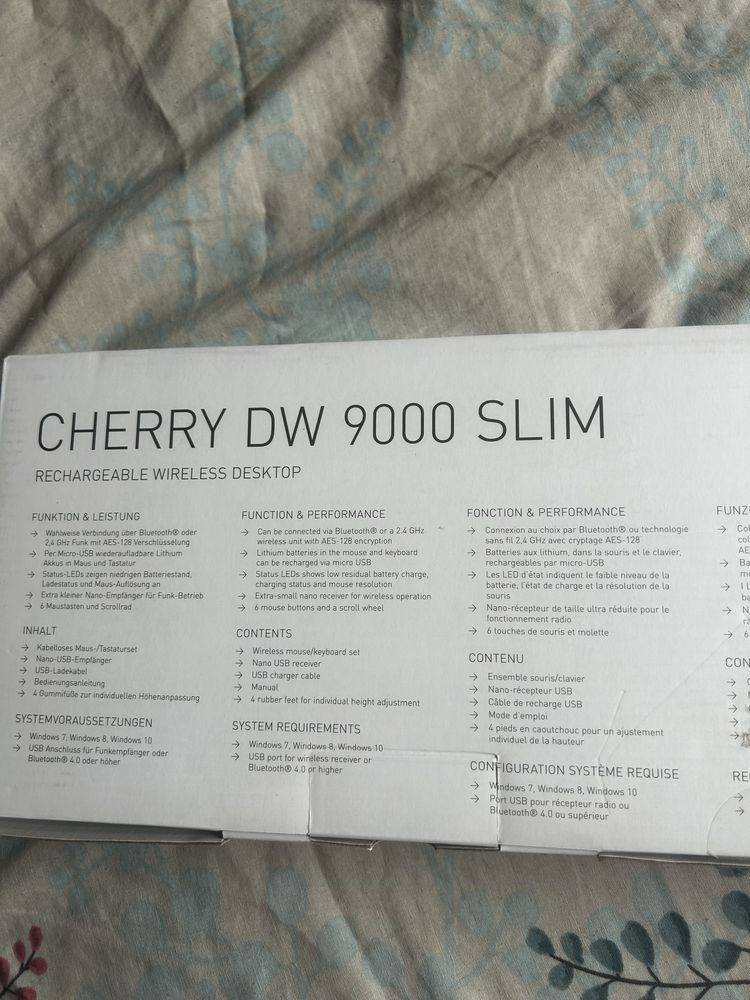 CHERRY DW 9000 SLIM
RECHARGEABLE WIRELESS DESKTOP
FUNKTION & LEISTUNG
→ Wahlweise Verbindung über Bluetooth® oder
2,4 GHz Funk mit AES-128 Verschlüsselung
→ Per Micro-USB wiederaufladbare Lithium
Akkus in Maus und Tastatur
→ Status-LEDs zeigen niedrigen Batteriestand,
Ladestatus und Maus-Auflösung an
→ Extra kleiner Nano-Empfänger für Funk-Betrieb
→ 6 Maustasten und Scrollrad
INHALT
→ Kabelloses Maus-/Tastaturset
→ Nano-USB-Empfänger
→ USB-Ladekabel
→ Bedienungsanleitung
→ 4 Gummifüße zur individuellen Höhenanpassung
SYSTEMVORAUSSETZUNGEN
→ Windows 7, Windows 8, Windows 10
→ USB Anschluss für Funkempfänger oder
Bluetooth® 4.0 oder höher
FUNCTION & PERFORMANCE
→ Can be connected via Bluetooth® or a 2.4 GHz
wireless unit with AES-128 encryption
→ Lithium batteries in the mouse and keyboard
can be recharged via micro USB
→ Status LEDs shows low residual battery charge,
charging status and mouse resolution
→ Extra-small nano receiver for wireless operation
→ 6 mouse buttons and a scroll wheel
CONTENTS
→ Wireless mouse/keyboard set
→ Nano USB receiver
→ USB charger cable
→ Manual
→ 4 rubber feet for individual height adjustment
SYSTEM REQUIREMENTS
→ Windows 7, Windows 8, Windows 10
→ USB port for wireless receiver or
Bluetooth® 4.0 or higher
FONCTION & PERFORMANCE
→ Connexion au choix par Bluetooth® ou technologie
sans fil 2,4 GHz avec cryptage AES-128
→ Batteries aux lithium, dans la souris et le clavier,
rechargeables par micro-USB
→ Les LED d'état indiquent le faible niveau de la
batterie, l'état de charge et la résolution de la
souris
→ Nano-récepteur de taille ultra réduite pour le
fonctionnement radio
→ 6 touches de souris et molette
CONTENU
→ Ensemble souris/clavier
→ Nano-récepteur USB
→ Câble de recharge USB
→ Mode d'emploi
→ 4 pieds en caoutchouc pour un ajustement
individuel de la hauteur
CONFIGURATION SYSTÈME REQUISE
→ Windows 7, Windows 8, Windows 10
→ Port USB pour récepteur radio ou
Bluetooth® 4.0 ou supérieur